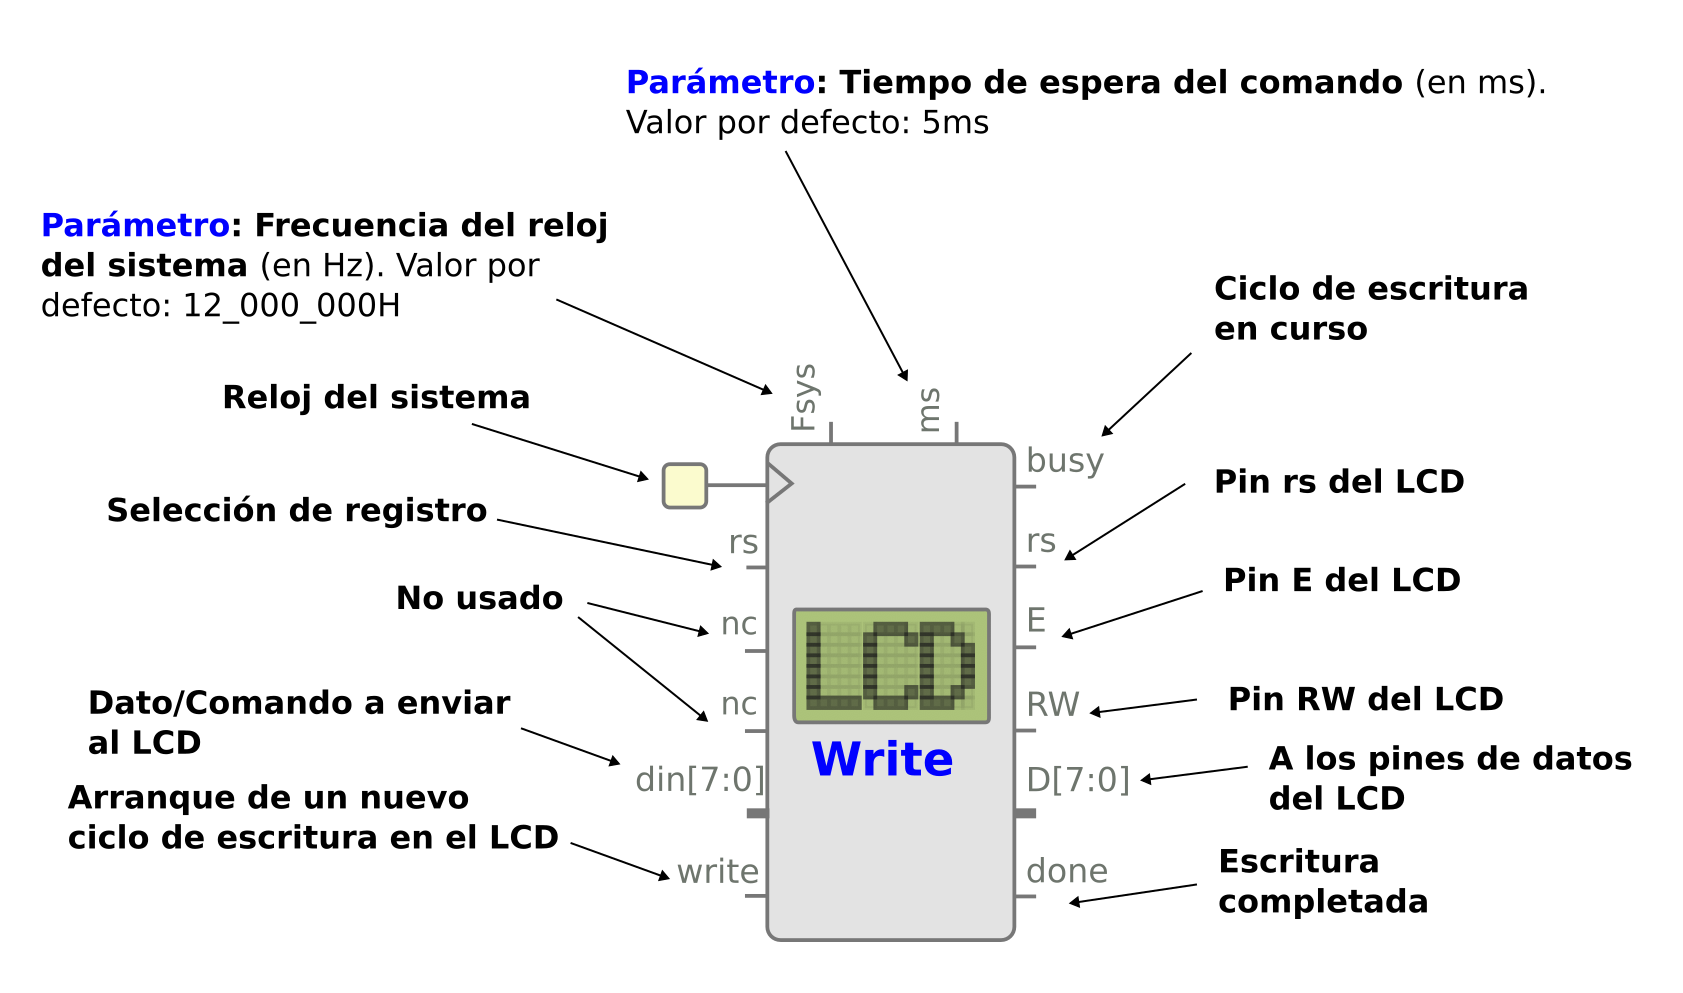 Parámetro: Tiempo de espera del comando (en ms).
Valor por defecto: 5ms
Parámetro: Frecuencia del reloj
del sistema (en Hz). Valor por
defecto: 12_000_000H
Ciclo de escritura
en curso
Reloj del sistema
Fsys
ms
busy
Pin rs del LCD
Selección de registro
rs
rs
Pin E del LCD
No usado
nc
E
nc
RW
Pin RW del LCD
LCD
Write
Dato/Comando a enviar
al LCD
din[7:0]
D[7:0]
A los pines de datos
del LCD
Arranque de un nuevo
ciclo de escritura en el LCD
write
done
Escritura
completada